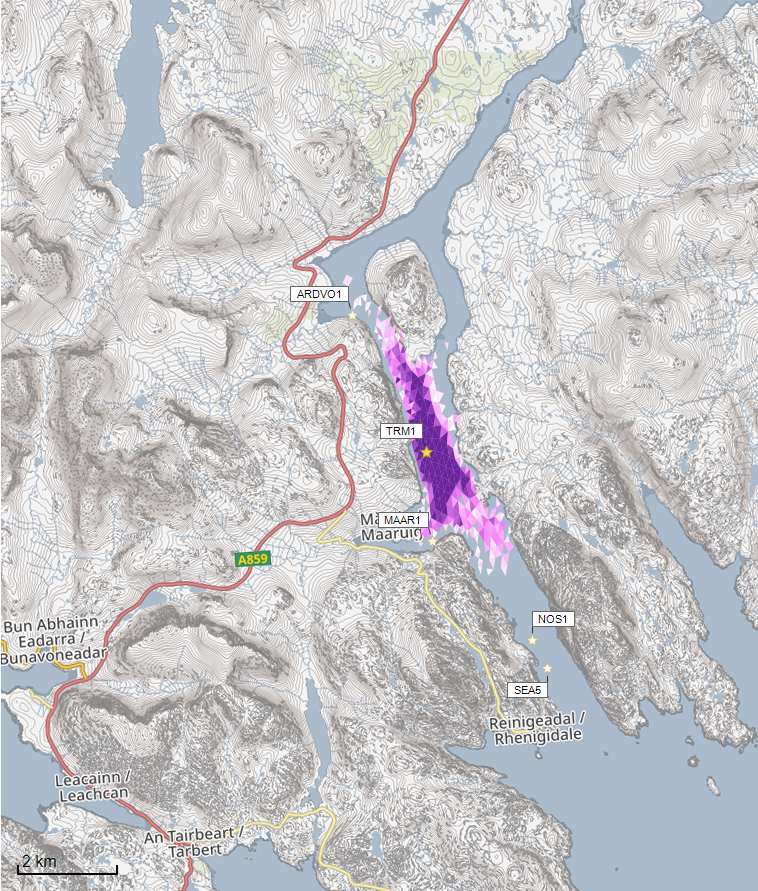 ARDVO1
TRM1
MAAR1
Maaruig
A859
NOS1
Bun Abhainn
Eadarra /
Bunavoneadar
SEA5
Reinigeadal /
Rhenigidale
Leacainn /
Leachcan
An Tairbeart /
Tarbert
2 km